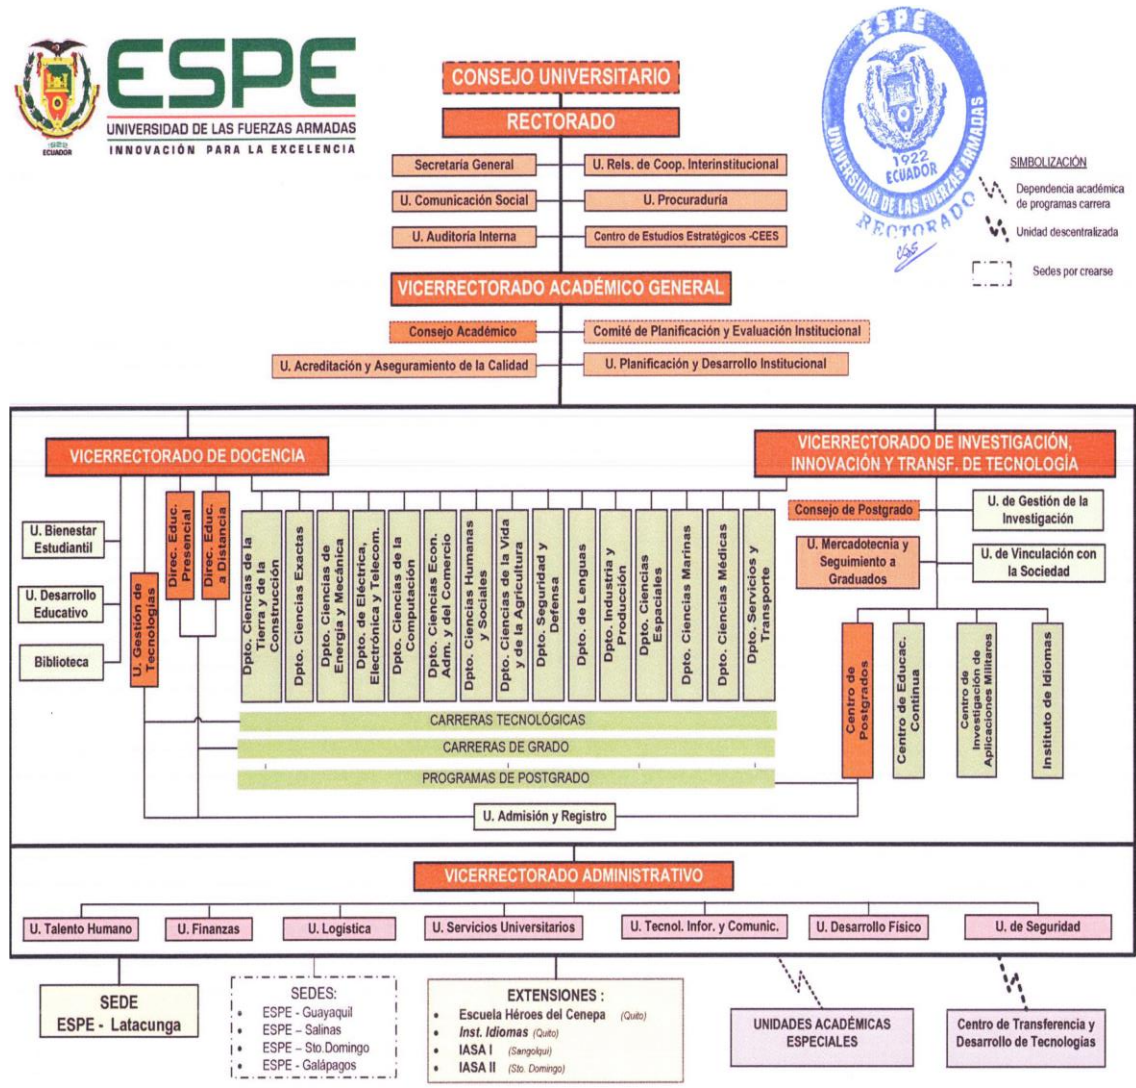 ESPE
UNIVERSIDAD DE LAS FUERZAS ARMADAS
INNOVACIÓN PARA LA EXCELENCIA
1922
ECUADOR
CONSEJO UNIVERSITARIO
RECTORADO
Secretaría General
U. Rels. de Coop. Interinstitucional
U. Comunicación Social
U. Procuraduría
U. Auditoría Interna
Centro de Estudios Estratégicos -CEES
ESPE
1922
ECUADOR
UNIVERSIDAD DE LAS FUERZAS ARMADAS
RECTORADO
SIMBOLIZACIÓN
Dependencia académica
de programas carrera
Unidad descentralizada
Sedes por crearse
VICERRECTORADO ACADÉMICO GENERAL
Consejo Académico
Comité de Planificación y Evaluación Institucional
U. Acreditación y Aseguramiento de la Calidad
U. Planificación y Desarrollo Institucional
VICERRECTORADO DE DOCENCIA
VICERRECTORADO DE INVESTIGACIÓN,
INNOVACIÓN Y TRANSF. DE TECNOLOGÍA
U. Bienestar
Estudiantil
U. Desarrollo
Educativo
Biblioteca
U. Gestión de
Tecnologías
Direc. Educ.
Presencial
Direc. Educ.
a Distancia
Dpto. Ciencias de la
Tierra y de la
Construcción
Dpto. Ciencias Exactas
Dpto. Ciencias de
Energía y Mecánica
Dpto. de Eléctrica,
Electrónica y Telecom.
Dpto. Ciencias de la
Computación
Dpto. Ciencias Econ.
Adm. y del Comercio
Dpto. Ciencias Humanas
y Sociales
Dpto. Ciencias de la Vida
y de la Agricultura
Dpto. Seguridad y
Defensa
Dpto. de Lenguas
Dpto. Industria y
Producción
Dpto. Ciencias
Espaciales
Dpto. Ciencias Marinas
Dpto. Ciencias Médicas
Dpto. Servicios y
Transporte
Consejo de Postgrado
U. de Gestión de la
Investigación
U. Mercadotecnia y
Seguimiento a
Graduados
U. de Vinculación con
la Sociedad
Centro de
Postgrados
Centro de Educac.
Continua
Centro de
Investigación de
Aplicaciones Militares
Instituto de Idiomas
CARRERAS TECNOLÓGICAS
CARRERAS DE GRADO
PROGRAMAS DE POSTGRADO
U. Admisión y Registro
VICERRECTORADO ADMINISTRATIVO
U. Talento Humano
U. Finanzas
U. Logística
U. Servicios Universitarios
U. Tecnol. Infor. y Comunic.
U. Desarrollo Físico
U. de Seguridad
SEDE
ESPE - Latacunga
SEDES:
• ESPE - Guayaquil
• ESPE – Salinas
• ESPE – Sto.Domingo
• ESPE - Galápagos
EXTENSIONES :
• Escuela Héroes del Cenepa (Quito)
• Inst. Idiomas (Quito)
• IASA I (Sangolquí)
• IASA II (Sto. Domingo)
UNIDADES ACADÉMICAS
ESPECIALES
Centro de Transferencia y
Desarrollo de Tecnologías